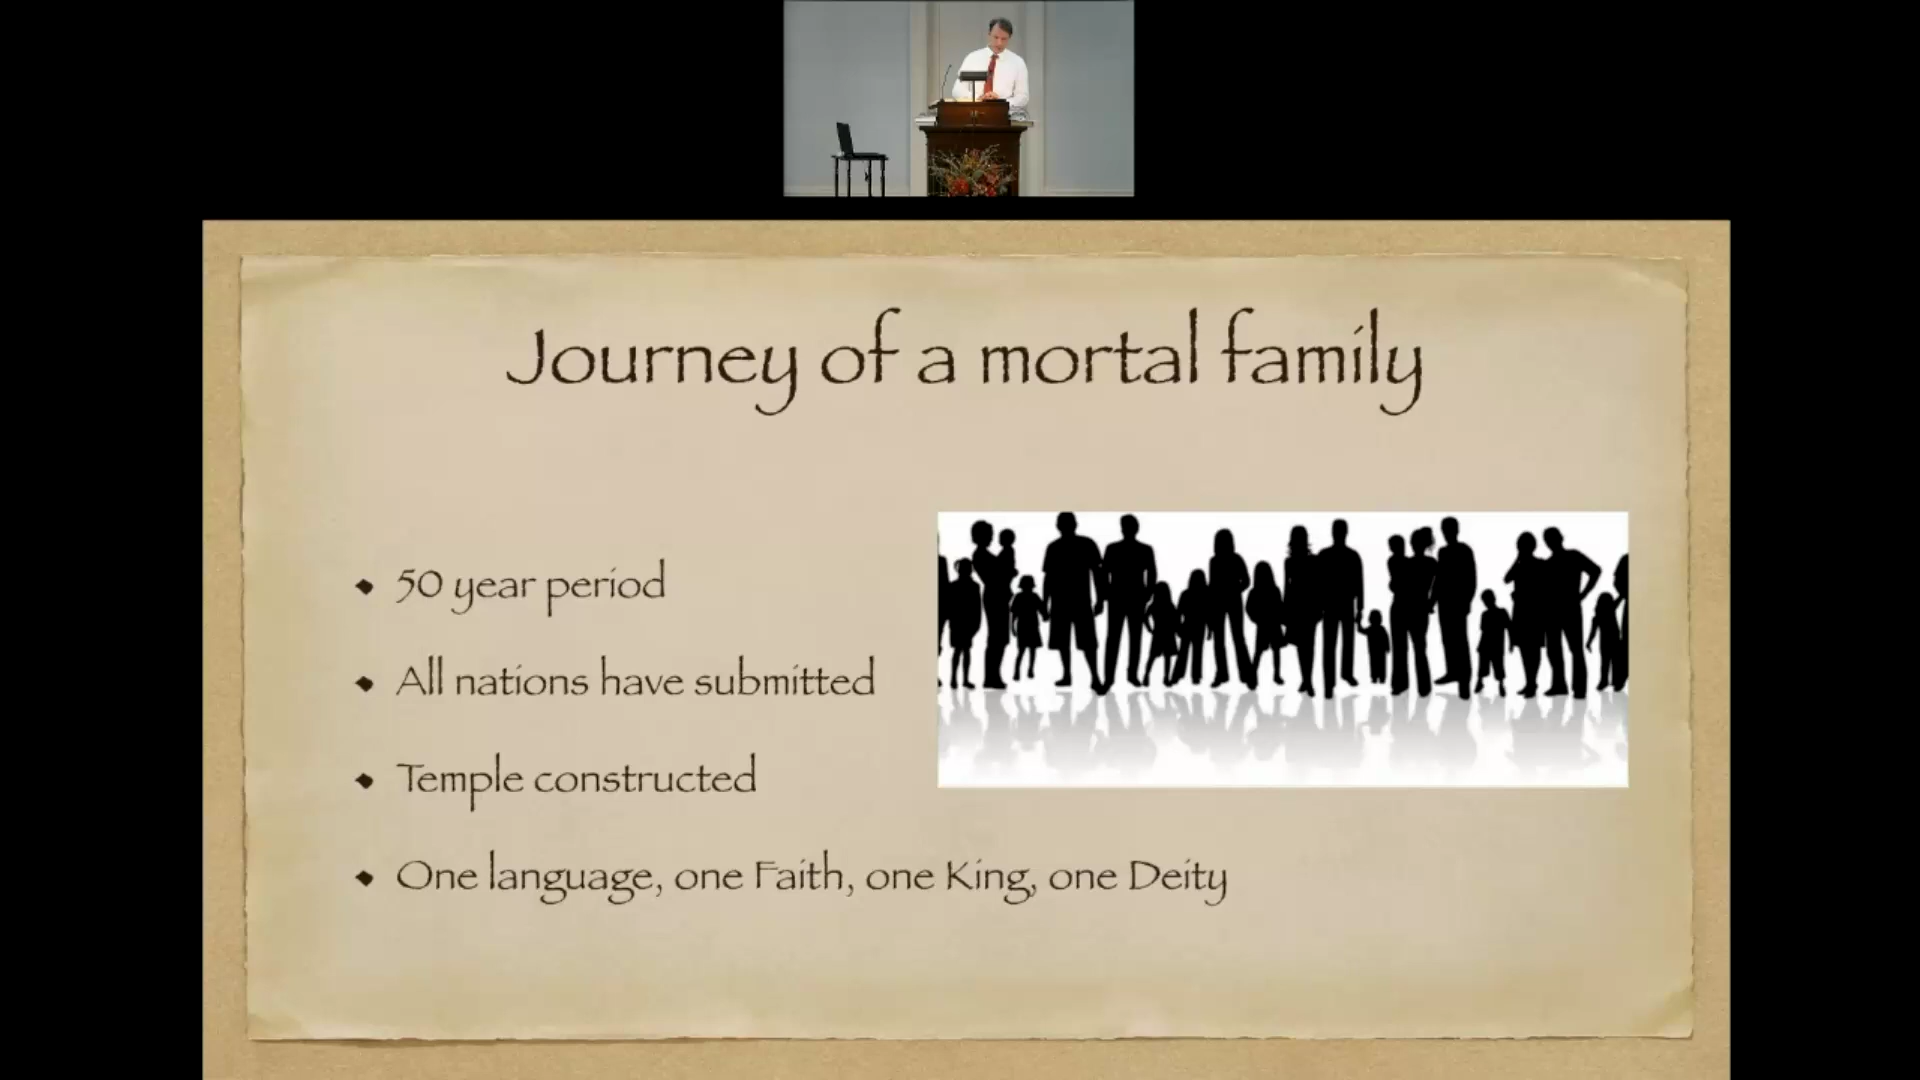 Journey of a mortal family
50 year period
All nations have submitted
Temple constructed
One language, one Faith, one King, one Deity